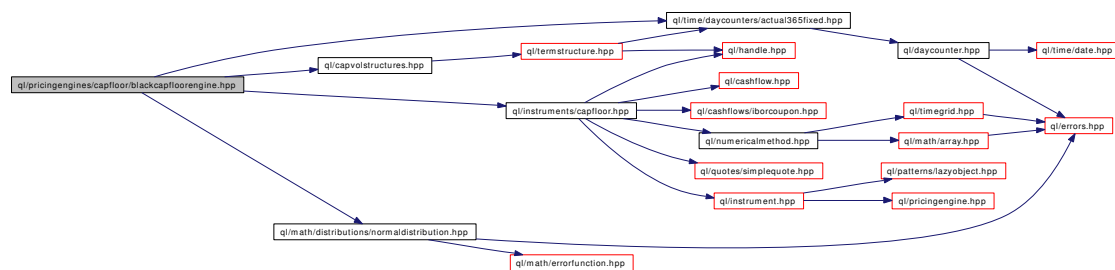 ql/time/daycounters/actual365fixed.hpp
ql/termstructure.hpp
ql/handle.hpp
ql/daycounter.hpp
ql/time/date.hpp
ql/capvolstructures.hpp
ql/cashflow.hpp
ql/pricingengines/capfloor/blackcapfloorengine.hpp
ql/instruments/capfloor.hpp
ql/cashflows/iborcoupon.hpp
ql/timegrid.hpp
ql/errors.hpp
ql/numericalmethod.hpp
ql/math/array.hpp
ql/quotes/simplequote.hpp
ql/patterns/lazyobject.hpp
ql/instrument.hpp
ql/pricingengine.hpp
ql/math/distributions/normaldistribution.hpp
ql/math/errorfunction.hpp